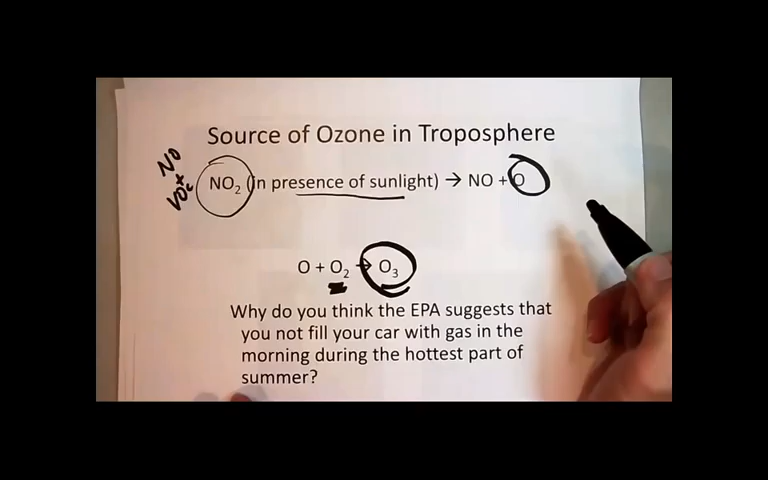 Source of Ozone in Troposphere
VOC + NO
NO₂ (in presence of sunlight) → NO + O
O + O₂ → O₃
Why do you think the EPA suggests that
you not fill your car with gas in the
morning during the hottest part of
summer?